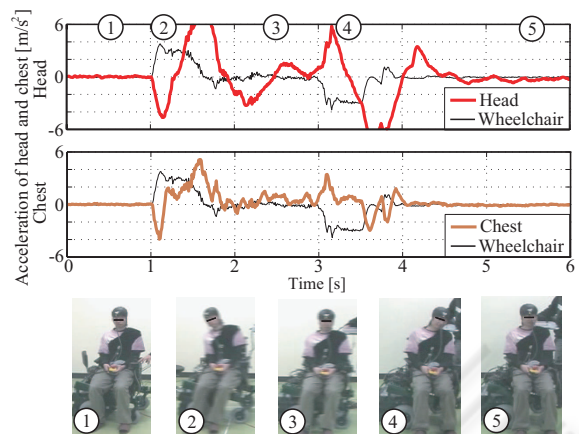 Acceleration of head and chest [m/s²]
Head
Chest
6
0
-6
① ② ③ ④ ⑤
Head
Wheelchair
6
0
-6
Chest
Wheelchair
0 1 2 3 4 5 6
Time [s]
① ② ③ ④ ⑤